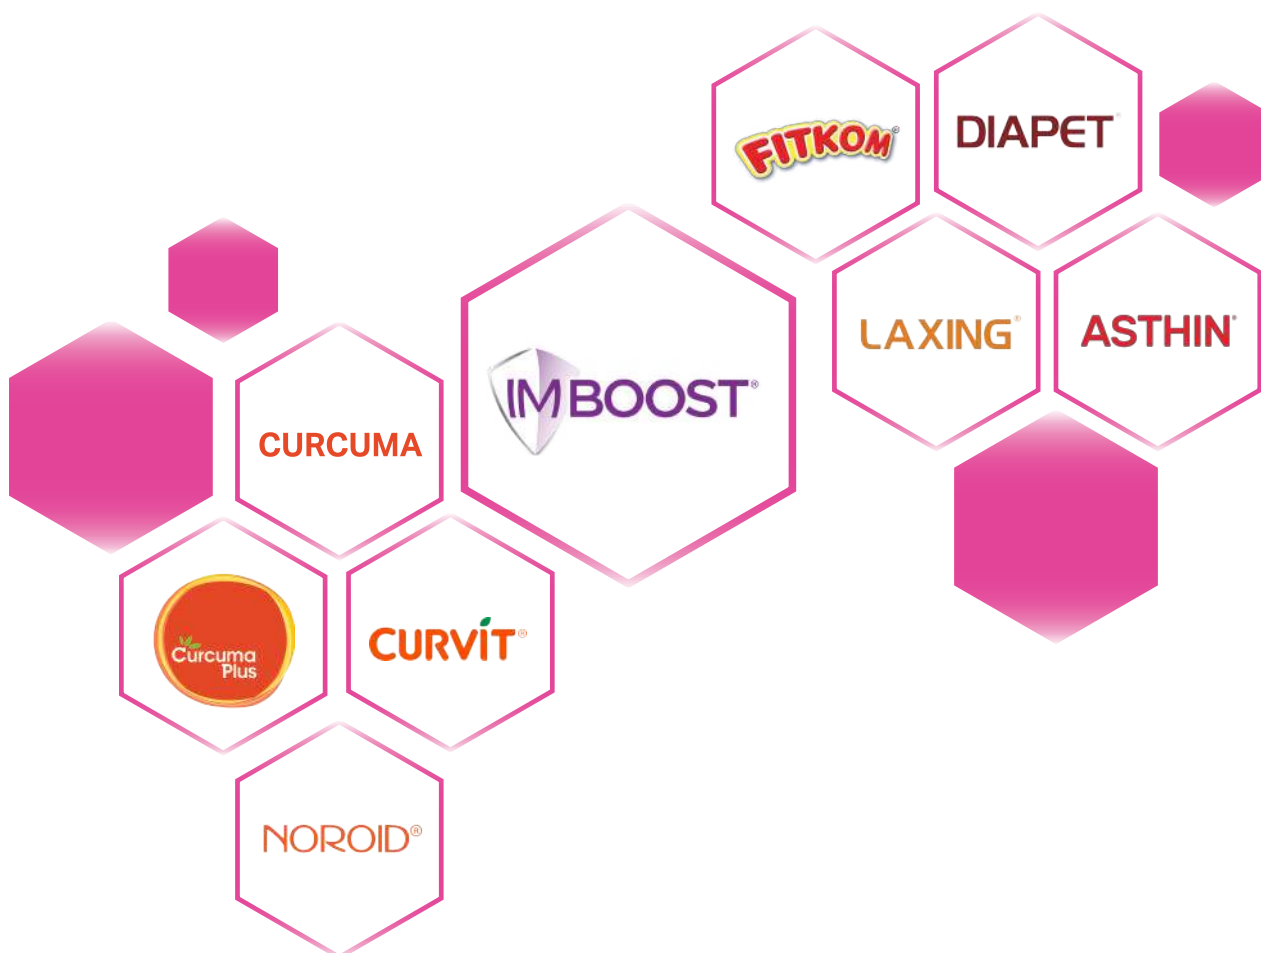 FITKOM®
DIAPET®
LAXING®
ASTHIN®
IMBOOST®
CURCUMA
Curcuma
Plus
CURVIT®
NOROID®